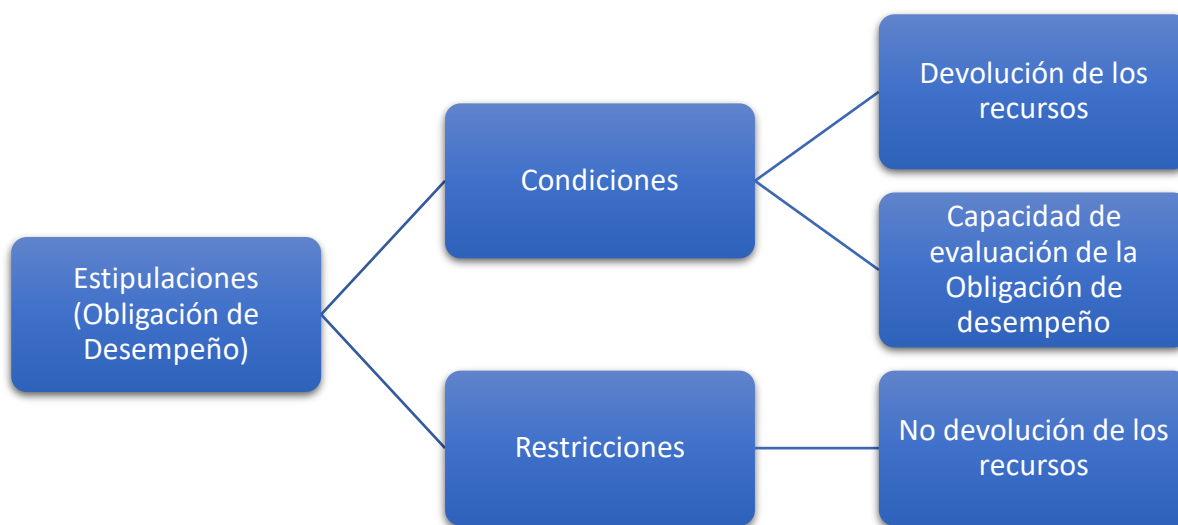 Estipulaciones
(Obligación de
Desempeño)
Condiciones
Devolución de los
recursos
Capacidad de
evaluación de la
Obligación de
desempeño
Restricciones
No devolución de los
recursos